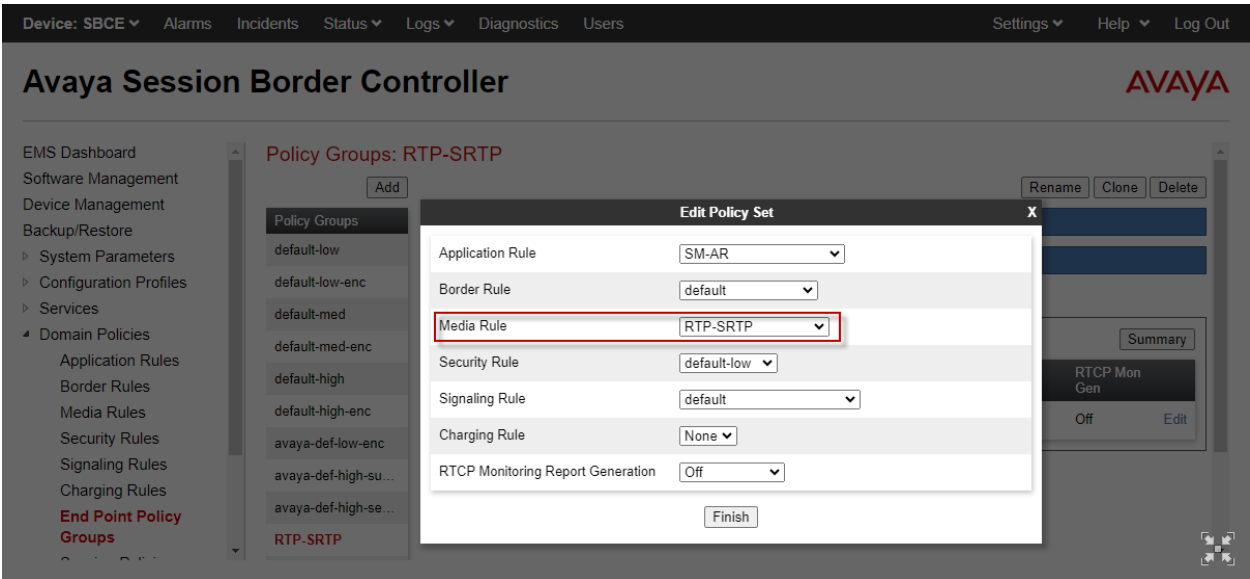 Device: SBCE Alarms Incidents Status Logs Diagnostics Users Settings Help Log Out
Avaya Session Border Controller
AVAYA
EMS Dashboard
Software Management
Device Management
Backup/Restore
System Parameters
Configuration Profiles
Services
Domain Policies
Application Rules
Border Rules
Media Rules
Security Rules
Signaling Rules
Charging Rules
End Point Policy
Groups
Policy Groups: RTP-SRTP
Add
Rename Clone Delete
Policy Groups
default-low
default-low-enc
default-med
default-med-enc
default-high
default-high-enc
avaya-def-low-enc
avaya-def-high-su...
avaya-def-high-se...
RTP-SRTP
Edit Policy Set X
Application Rule SM-AR
Border Rule default
Media Rule RTP-SRTP
Security Rule default-low
Signaling Rule default
Charging Rule None
RTCP Monitoring Report Generation Off
Finish
Summary
RTCP Mon
Gen
Off Edit